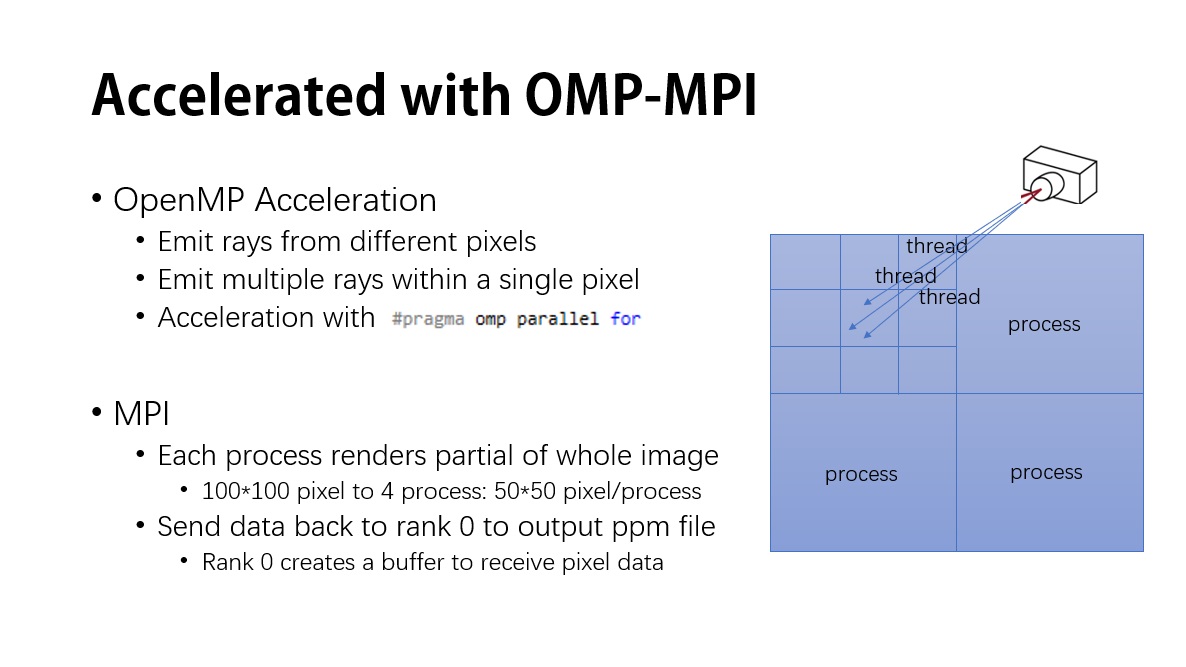 Accelerated with OMP-MPI
• OpenMP Acceleration
• Emit rays from different pixels
• Emit multiple rays within a single pixel
• Acceleration with #pragma omp parallel for
• MPI
• Each process renders partial of whole image
• 100*100 pixel to 4 process: 50*50 pixel/process
• Send data back to rank 0 to output ppm file
• Rank 0 creates a buffer to receive pixel data
thread
thread
thread
process
process
process